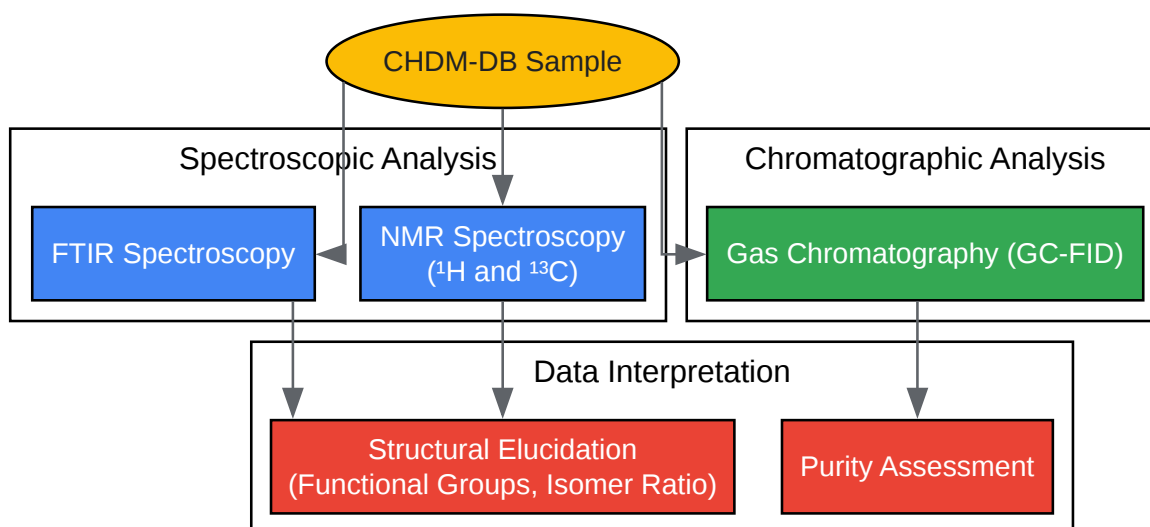 CHDM-DB Sample
Spectroscopic Analysis
Chromatographic Analysis
FTIR Spectroscopy
NMR Spectroscopy
(¹H and ¹³C)
Gas Chromatography (GC-FID)
Data Interpretation
Structural Elucidation
(Functional Groups, Isomer Ratio)
Purity Assessment